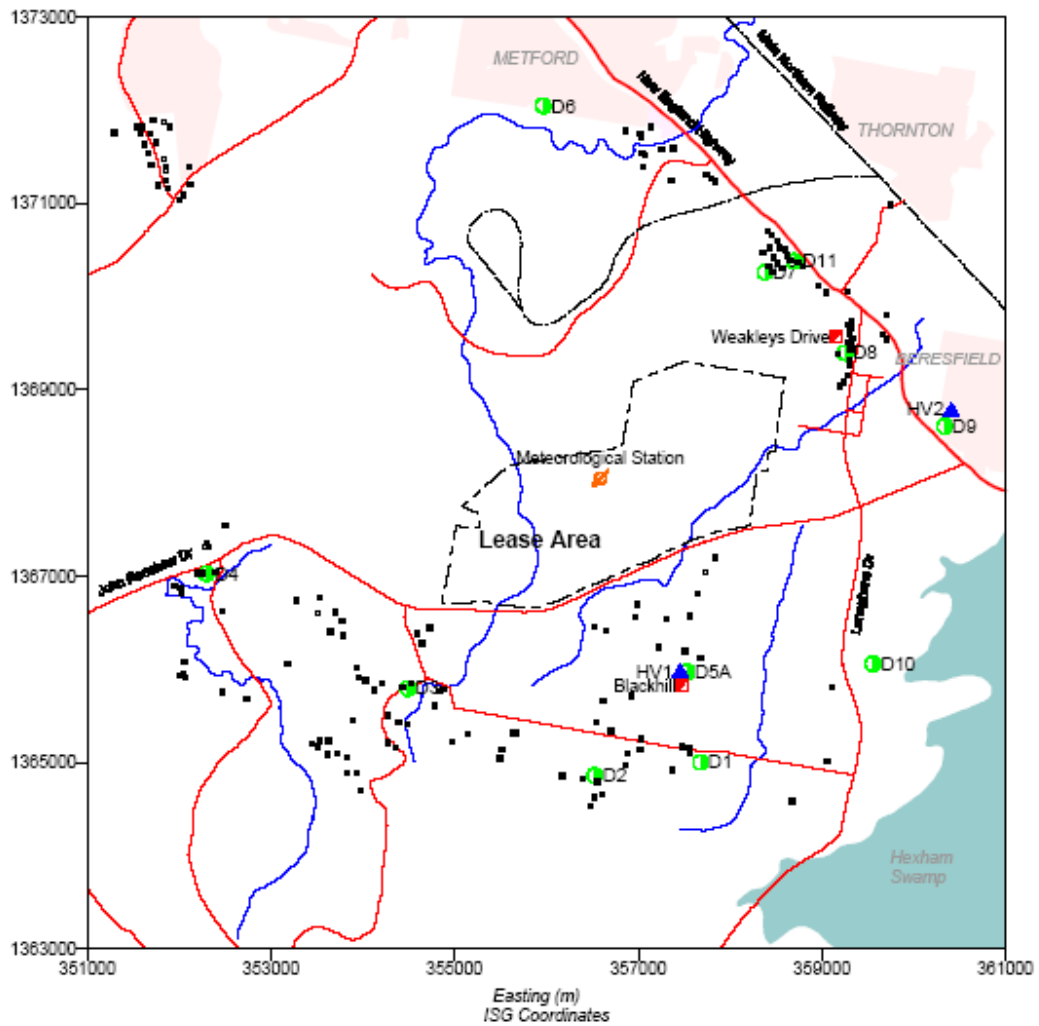 1373000
METFORD
Main Northern Railway
D6
New England Highway
THORNTON
1371000
D11
D7
Weakleys Drive
D8
BERESFIELD
1369000
HV2
D9
Meteorological Station
Lease Area
1367000
D4
Lenaghans Dr
D10
HV1
D5A
Blackhill
D3
1365000
D1
D2
Hexham
Swamp
1363000
351000
353000
355000
357000
359000
361000
Easting (m)
ISG Coordinates